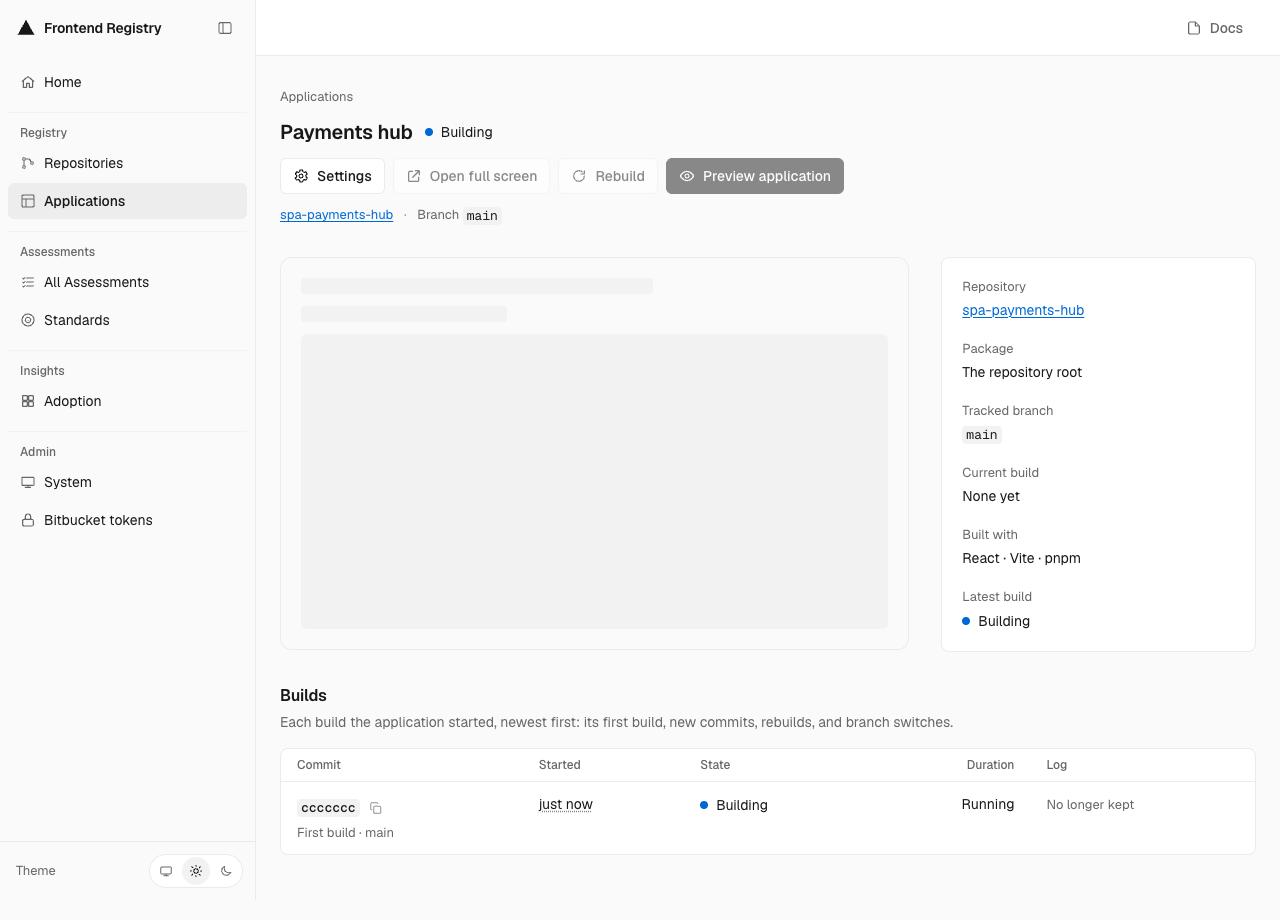 Frontend Registry
Docs
Home
Registry
Repositories
Applications
Assessments
All Assessments
Standards
Insights
Adoption
Admin
System
Bitbucket tokens
Theme
Applications
Payments hub Building
Settings Open full screen Rebuild Preview application
spa-payments-hub · Branch main
Repository
spa-payments-hub
Package
The repository root
Tracked branch
main
Current build
None yet
Built with
React · Vite · pnpm
Latest build
Building
Builds
Each build the application started, newest first: its first build, new commits, rebuilds, and branch switches.
Commit Started State Duration Log
ccccccc just now Building Running No longer kept
First build · main